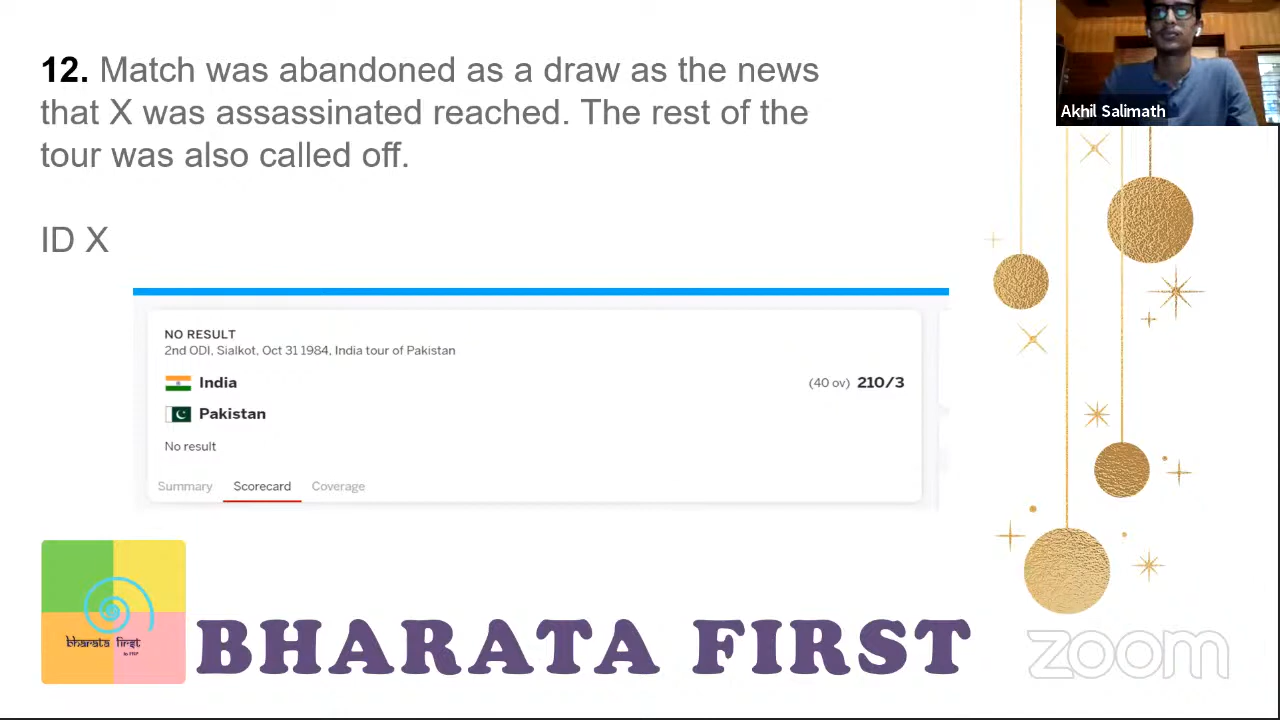 12. Match was abandoned as a draw as the news
that X was assassinated reached. The rest of the
tour was also called off.
ID X
Akhil Salimath
NO RESULT
2nd ODI, Sialkot, Oct 31 1984, India tour of Pakistan
India (40 ov) 210/3
Pakistan
No result
Summary Scorecard Coverage
bharata first
by FNP
BHARATA FIRST
zoom